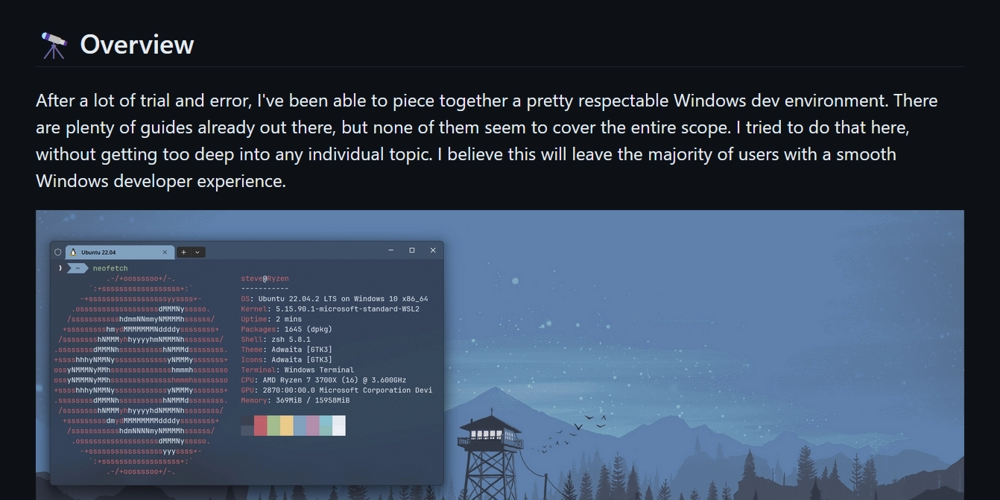 Overview
After a lot of trial and error, I've been able to piece together a pretty respectable Windows dev environment. There
are plenty of guides already out there, but none of them seem to cover the entire scope. I tried to do that here,
without getting too deep into any individual topic. I believe this will leave the majority of users with a smooth
Windows developer experience.
Ubuntu 22.04
~ neofetch
steve@Ryzen
-----------
OS: Ubuntu 22.04.2 LTS on Windows 10 x86_64
Kernel: 5.15.90.1-microsoft-standard-WSL2
Uptime: 2 mins
Packages: 1645 (dpkg)
Shell: zsh 5.8.1
Theme: Adwaita [GTK3]
Icons: Adwaita [GTK3]
Terminal: Windows Terminal
CPU: AMD Ryzen 7 3700X (16) @ 3.600GHz
GPU: 2870:00:00.0 Microsoft Corporation Devi
Memory: 369MiB / 15958MiB